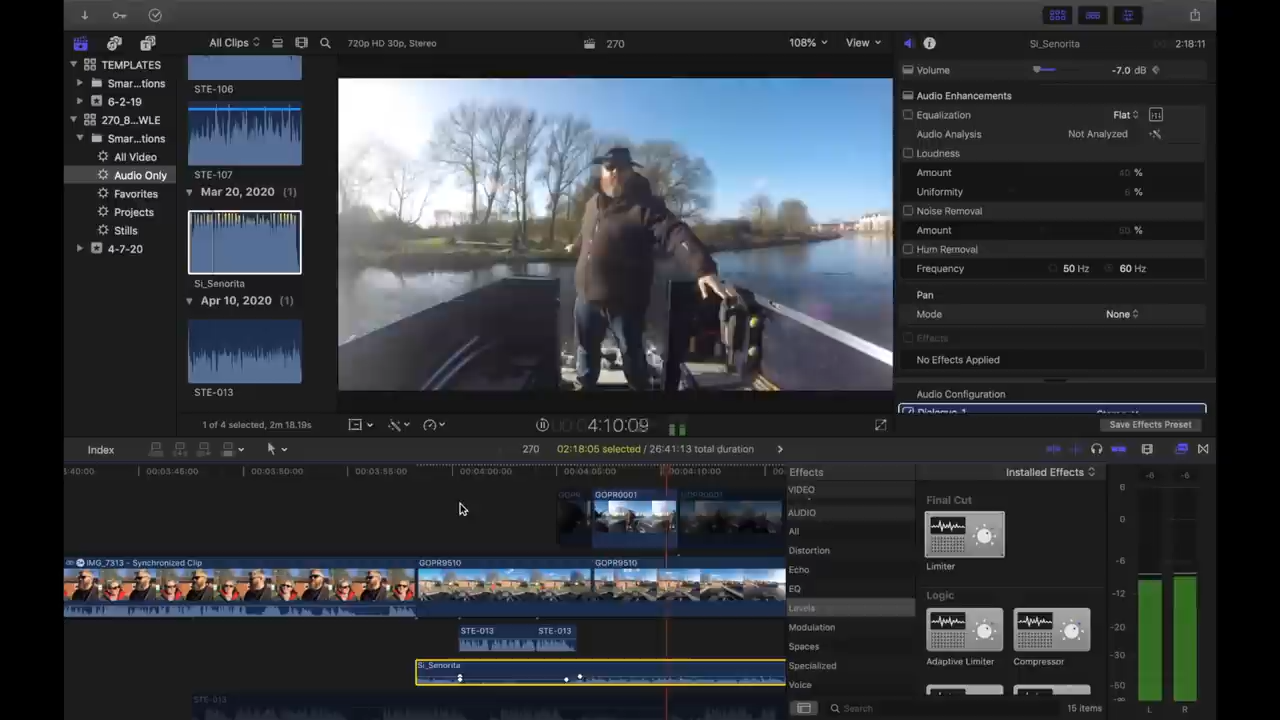 All Clips
720p HD 30p, Stereo
270
108%
View
Si_Senorita
2:18:11
TEMPLATES
Smar...tions
6-2-19
270_8...WLE
Smar...tions
All Video
Audio Only
Favorites
Projects
Stills
4-7-20
STE-106
STE-107
Mar 20, 2020 (1)
Si_Senorita
Apr 10, 2020 (1)
STE-013
1 of 4 selected, 2m 18.19s
4:10:09
Volume
-7.0 dB
Audio Enhancements
Equalization
Flat
Audio Analysis
Not Analyzed
Loudness
Amount
40 %
Uniformity
6 %
Noise Removal
Amount
50 %
Hum Removal
Frequency
50 Hz
60 Hz
Pan
Mode
None
Effects
No Effects Applied
Audio Configuration
Dialogue-1
Save Effects Preset
Index
270
02:18:05 selected / 26:41:13 total duration
3:40:00
00:03:45:00
00:03:50:00
00:03:55:00
00:04:00:00
00:04:05:00
00:04:10:00
GOPR0001
GOPR0001
IMG_7313 - Synchronized Clip
GOPR9510
GOPR9510
STE-013
STE-013
Si_Senorita
STE-013
Effects
Installed Effects
VIDEO
AUDIO
All
Distortion
Echo
EQ
Levels
Modulation
Spaces
Specialized
Voice
Final Cut
Limiter
Logic
Adaptive Limiter
Compressor
Search
15 items
-6
-6
6
0
-6
-12
-20
-30
-50
L
R